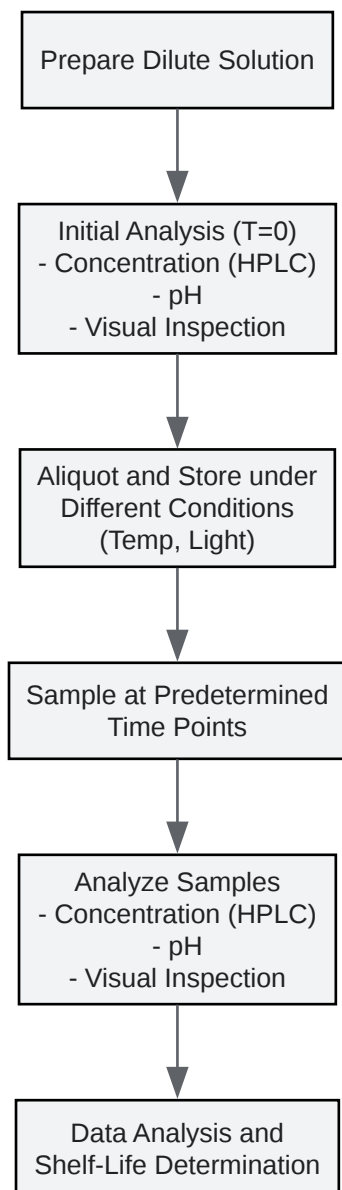 Prepare Dilute Solution
Initial Analysis (T=0)
- Concentration (HPLC)
- pH
- Visual Inspection
Aliquot and Store under
Different Conditions
(Temp, Light)
Sample at Predetermined
Time Points
Analyze Samples
- Concentration (HPLC)
- pH
- Visual Inspection
Data Analysis and
Shelf-Life Determination